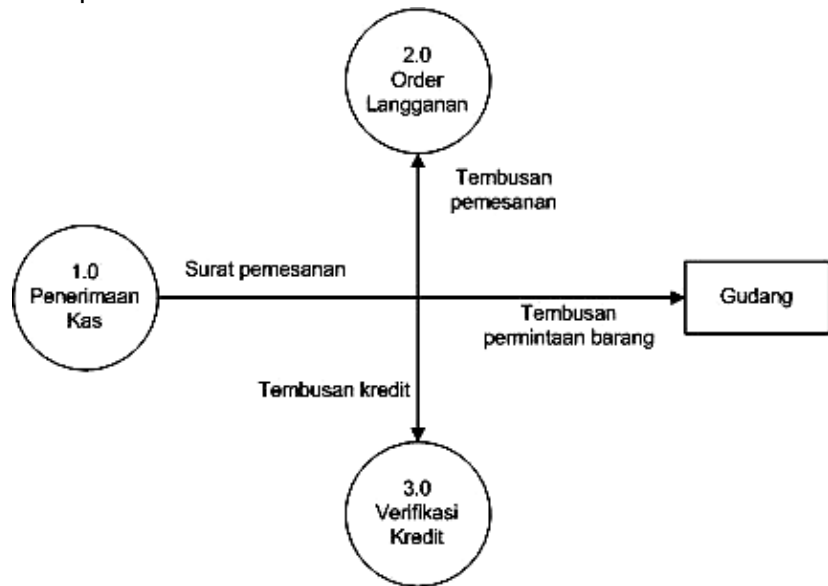 2.0
Order
Langganan
Tembusan
pemesanan
1.0
Penerimaan
Kas
Surat pemesanan
Gudang
Tembusan
permintaan barang
Tembusan kredit
3.0
Verifikasi
Kredit